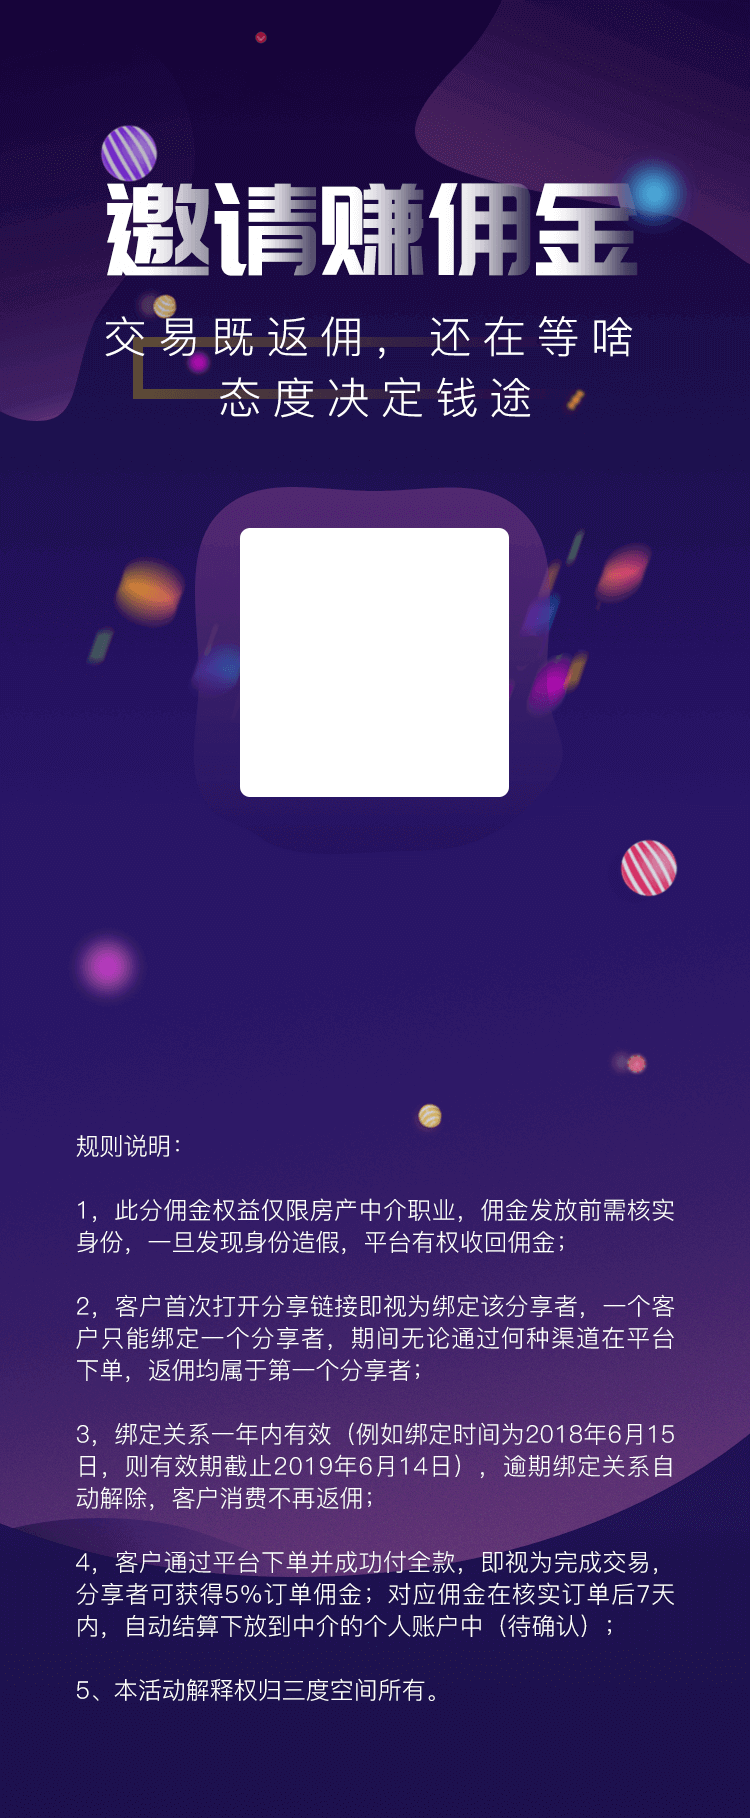 邀请赚佣金
交易既返佣，还在等啥
态度决定钱途
规则说明：
1，此分佣金权益仅限房产中介职业，佣金发放前需核实
身份，一旦发现身份造假，平台有权收回佣金；
2，客户首次打开分享链接即视为绑定该分享者，一个客
户只能绑定一个分享者，期间无论通过何种渠道在平台
下单，返佣均属于第一个分享者；
3，绑定关系一年内有效（例如绑定时间为2018年6月15
日，则有效期截止2019年6月14日），逾期绑定关系自
动解除，客户消费不再返佣；
4，客户通过平台下单并成功付全款，即视为完成交易，
分享者可获得5%订单佣金；对应佣金在核实订单后7天
内，自动结算下放到中介的个人账户中（待确认）；
5、本活动解释权归三度空间所有。